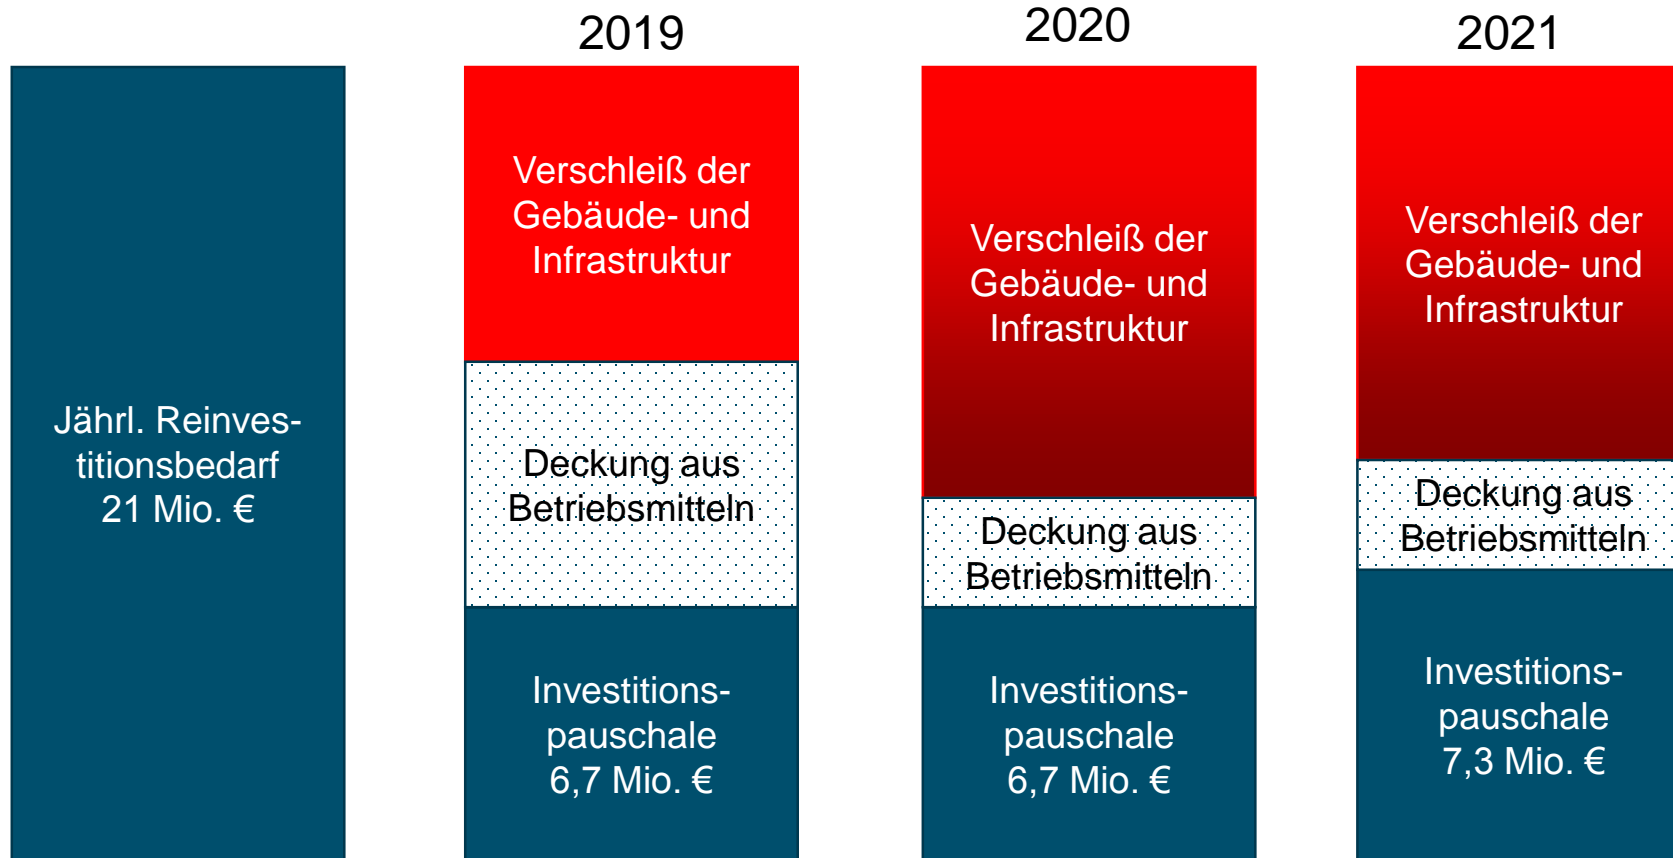 2019
2020
2021
Jährl. Reinves-
titionsbedarf
21 Mio. €
Verschleiß der
Gebäude- und
Infrastruktur
Deckung aus
Betriebsmitteln
Investitions-
pauschale
6,7 Mio. €
Verschleiß der
Gebäude- und
Infrastruktur
Deckung aus
Betriebsmitteln
Investitions-
pauschale
6,7 Mio. €
Verschleiß der
Gebäude- und
Infrastruktur
Deckung aus
Betriebsmitteln
Investitions-
pauschale
7,3 Mio. €